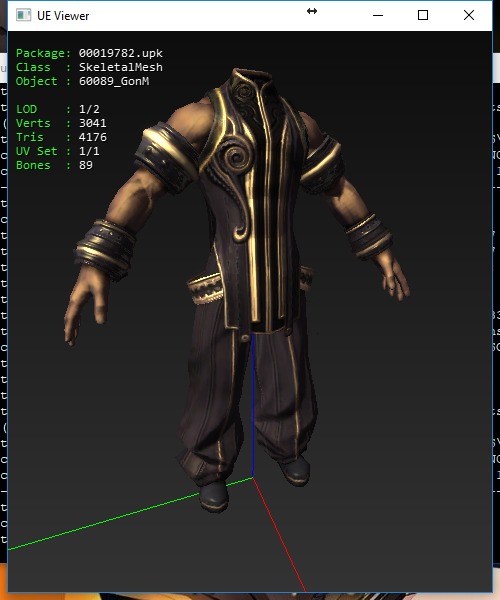 UE Viewer
Package: 00019782.upk
Class : SkeletalMesh
Object : 60089_GonM
LOD : 1/2
Verts : 3041
Tris : 4176
UV Set : 1/1
Bones : 89